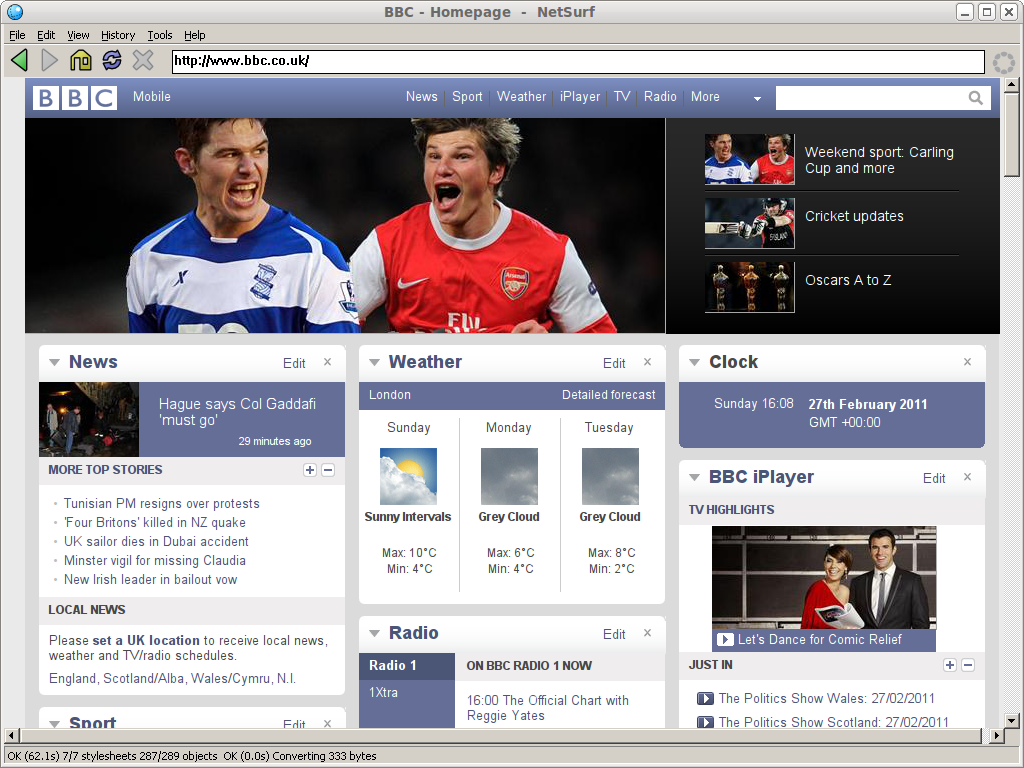 BBC - Homepage - NetSurf
File Edit View History Tools Help
http://www.bbc.co.uk/
BBC Mobile News Sport Weather iPlayer TV Radio More
Weekend sport: Carling
Cup and more
Cricket updates
Oscars A to Z
Arsenal
ENGLAND
News Edit ×
Hague says Col Gaddafi
'must go'
29 minutes ago
MORE TOP STORIES
Tunisian PM resigns over protests
'Four Britons' killed in NZ quake
UK sailor dies in Dubai accident
Minster vigil for missing Claudia
New Irish leader in bailout vow
LOCAL NEWS
Please set a UK location to receive local news,
weather and TV/radio schedules.
England, Scotland/Alba, Wales/Cymru, N.I.
Sport Edit ×
Weather Edit ×
London Detailed forecast
Sunday Monday Tuesday
Sunny Intervals Grey Cloud Grey Cloud
Max: 10°C Max: 6°C Max: 8°C
Min: 4°C Min: 4°C Min: 2°C
Radio Edit ×
Radio 1 ON BBC RADIO 1 NOW
1Xtra
16:00 The Official Chart with
Reggie Yates
Clock ×
Sunday 16:08 27th February 2011
GMT +00:00
BBC iPlayer Edit ×
TV HIGHLIGHTS
Let's Dance for Comic Relief
JUST IN
The Politics Show Wales: 27/02/2011
The Politics Show Scotland: 27/02/2011
OK (62.1s) 7/7 stylesheets 287/289 objects OK (0.0s) Converting 333 bytes